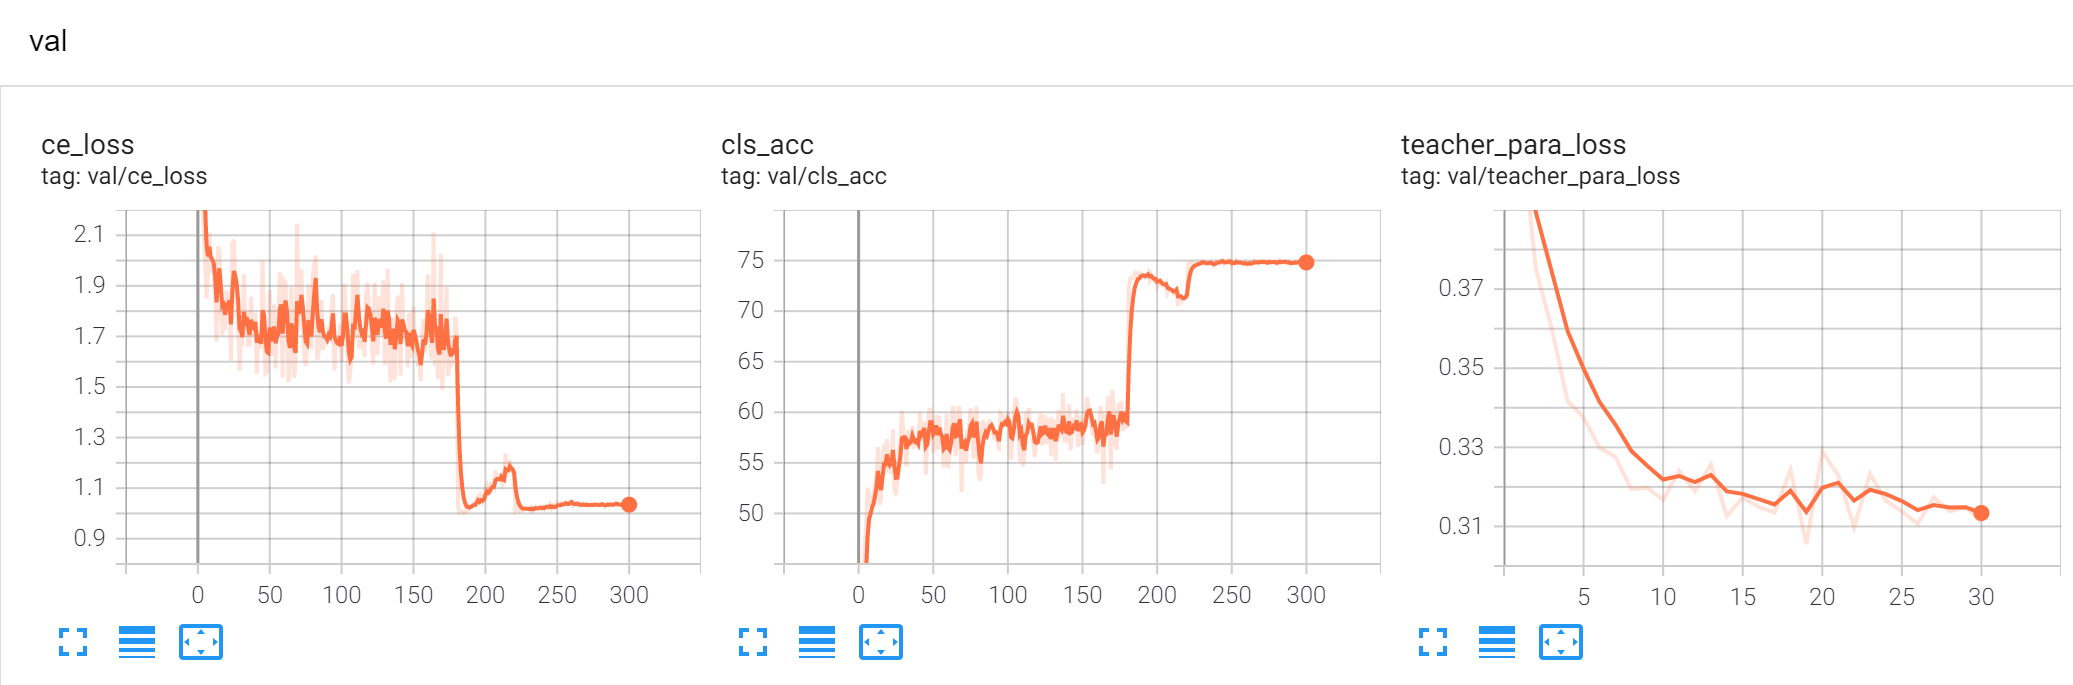 val
ce_loss
tag: val/ce_loss
2.1
1.9
1.7
1.5
1.3
1.1
0.9
0 50 100 150 200 250 300
cls_acc
tag: val/cls_acc
75
70
65
60
55
50
0 50 100 150 200 250 300
teacher_para_loss
tag: val/teacher_para_loss
0.37
0.35
0.33
0.31
5 10 15 20 25 30